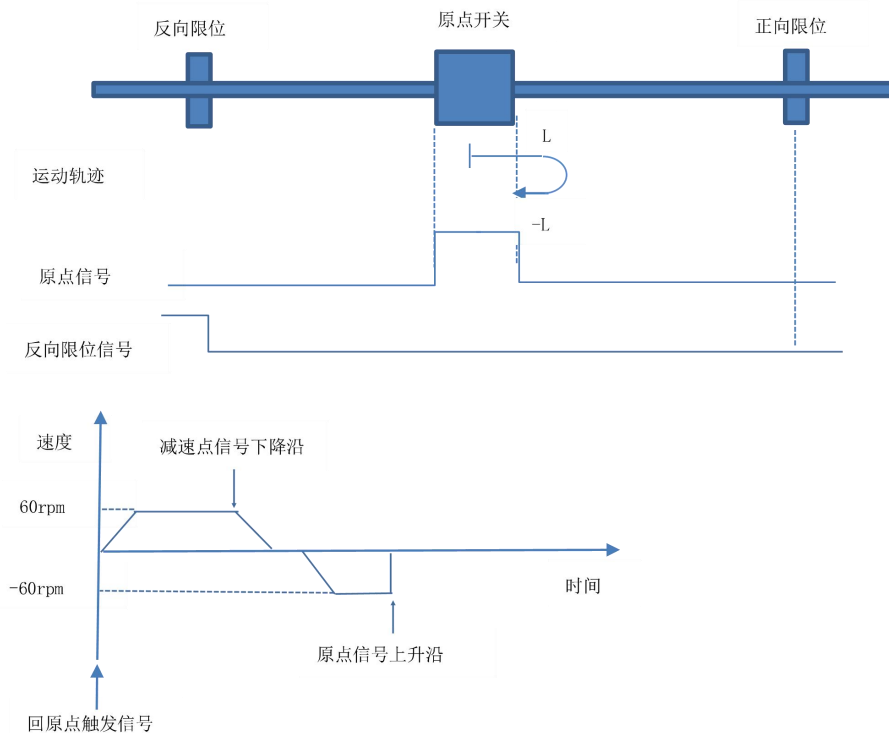 反向限位
原点开关
正向限位
L
运动轨迹
-L
原点信号
反向限位信号
速度
减速点信号下降沿
60rpm
-60rpm
时间
原点信号上升沿
回原点触发信号